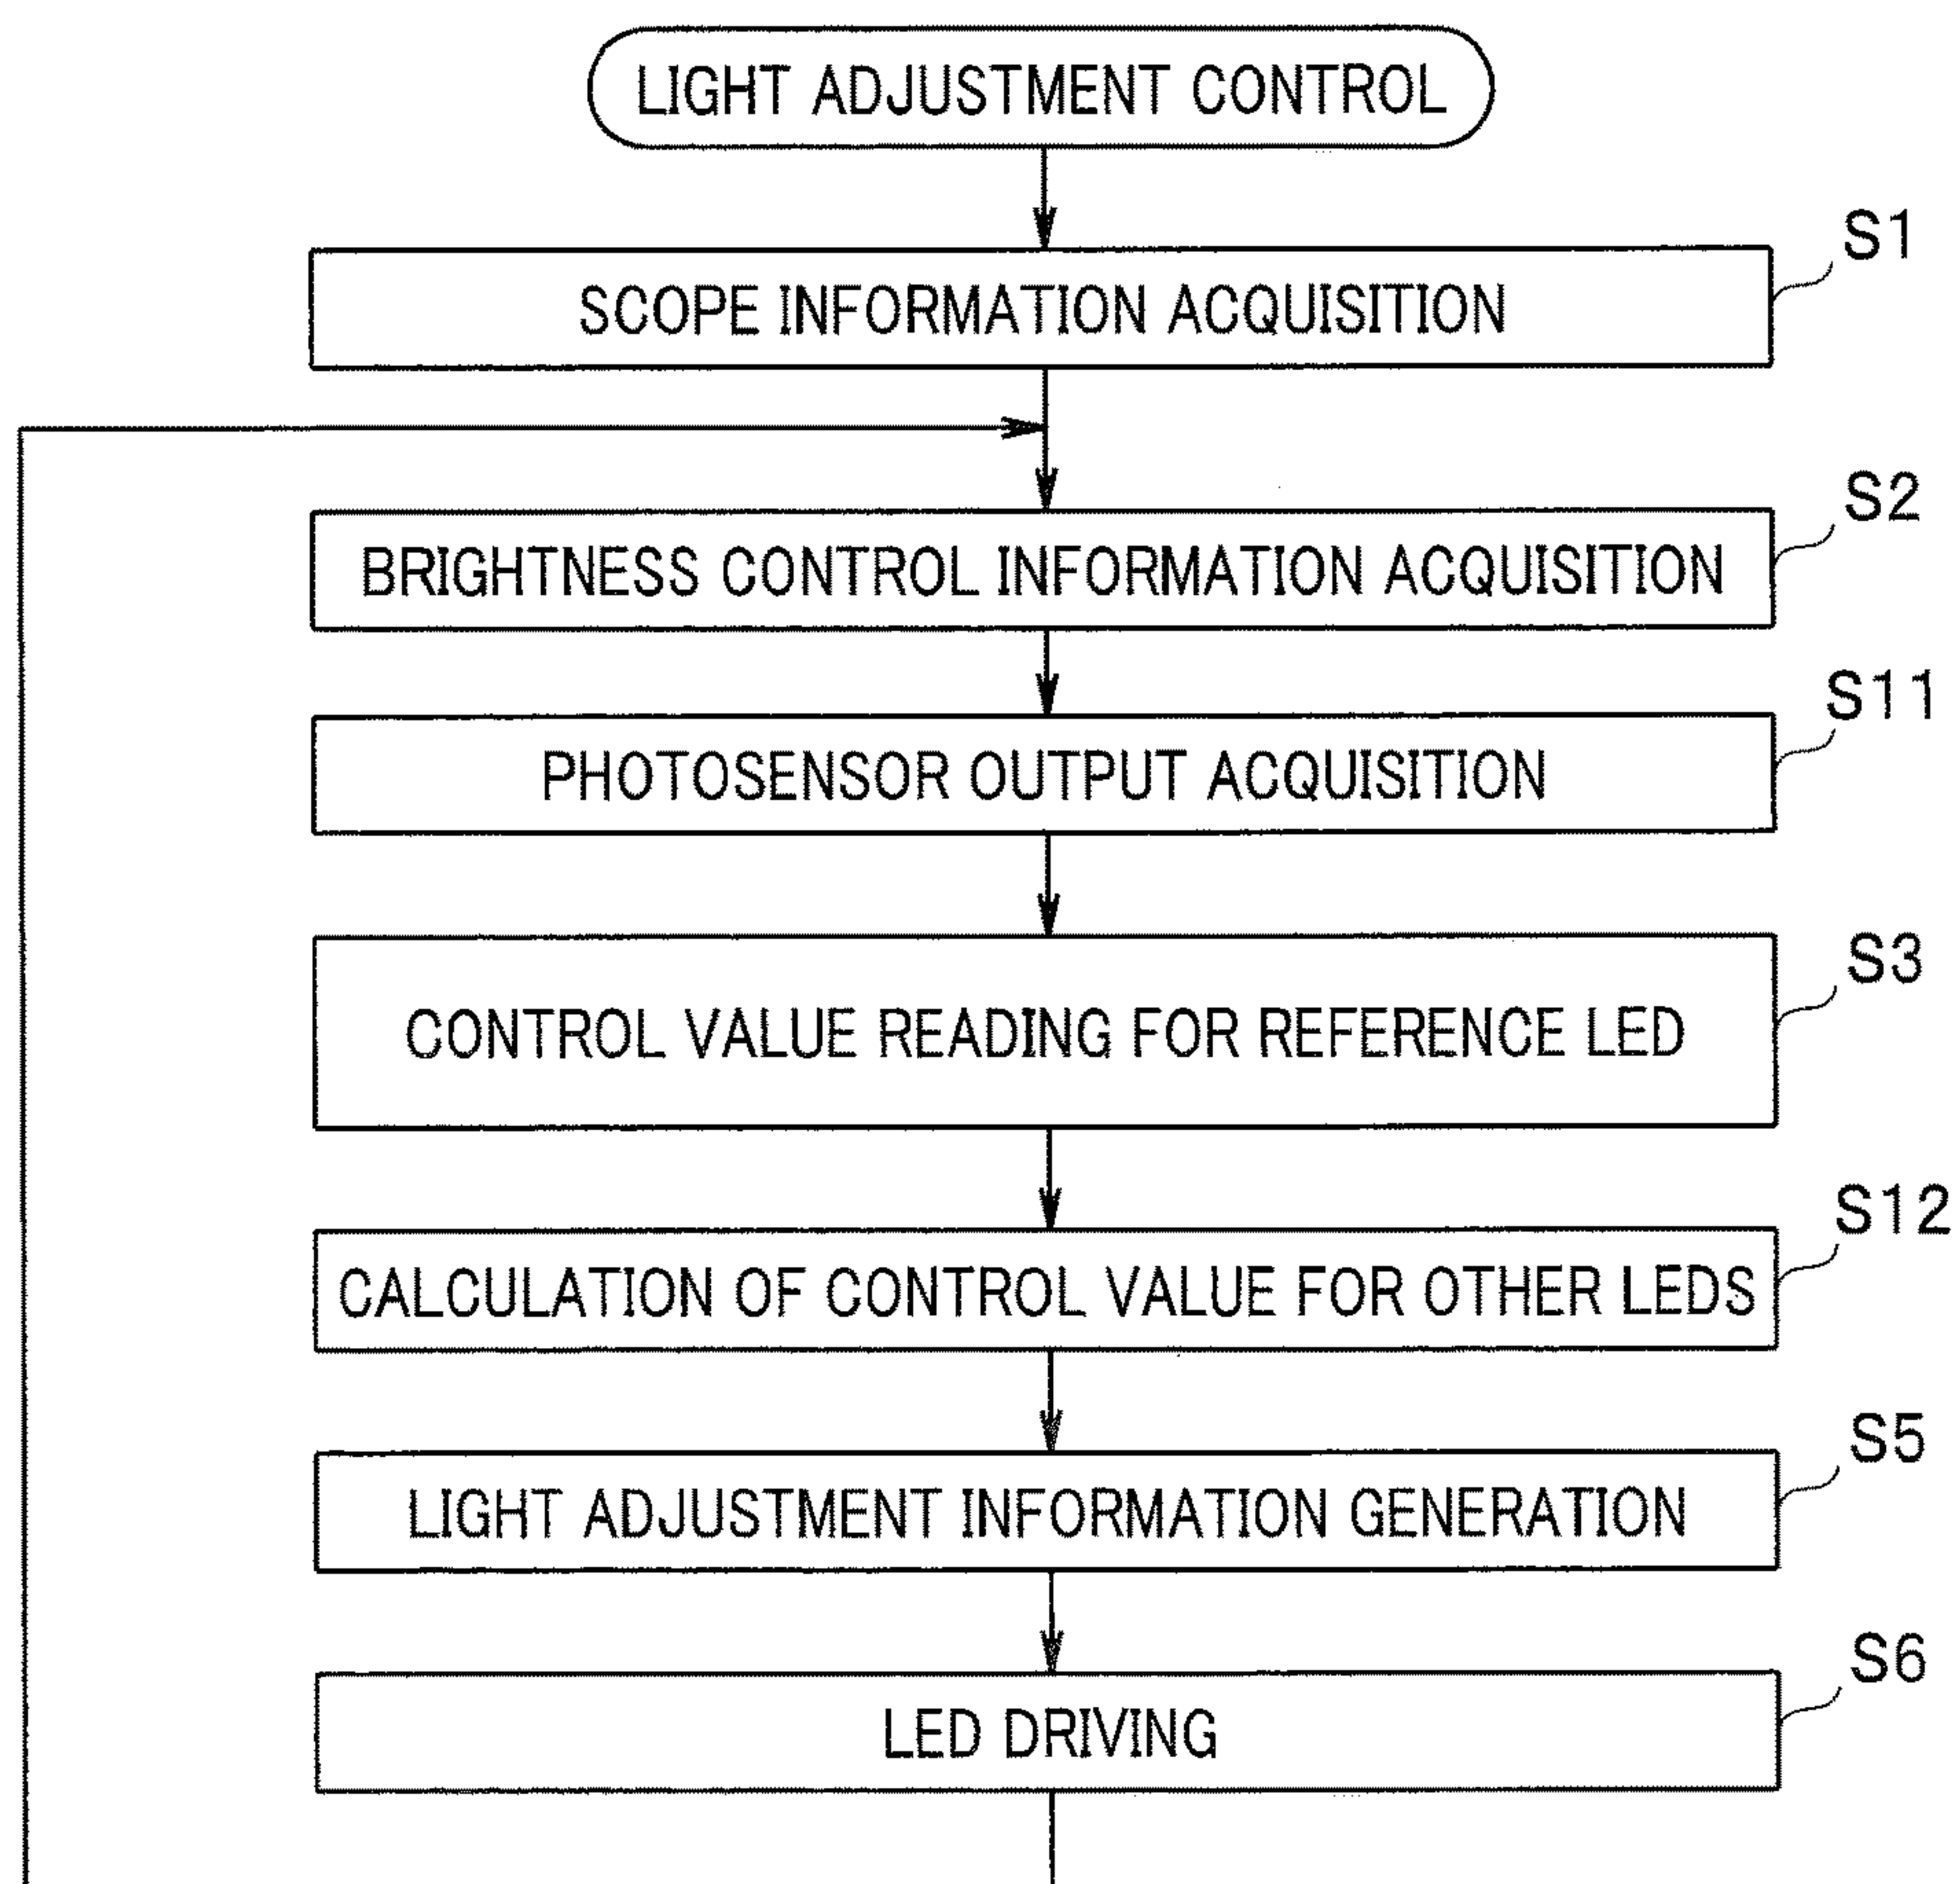 LIGHT ADJUSTMENT CONTROL
S1
SCOPE INFORMATION ACQUISITION
S2
BRIGHTNESS CONTROL INFORMATION ACQUISITION
S11
PHOTOSENSOR OUTPUT ACQUISITION
S3
CONTROL VALUE READING FOR REFERENCE LED
S12
CALCULATION OF CONTROL VALUE FOR OTHER LEDS
S5
LIGHT ADJUSTMENT INFORMATION GENERATION
S6
LED DRIVING